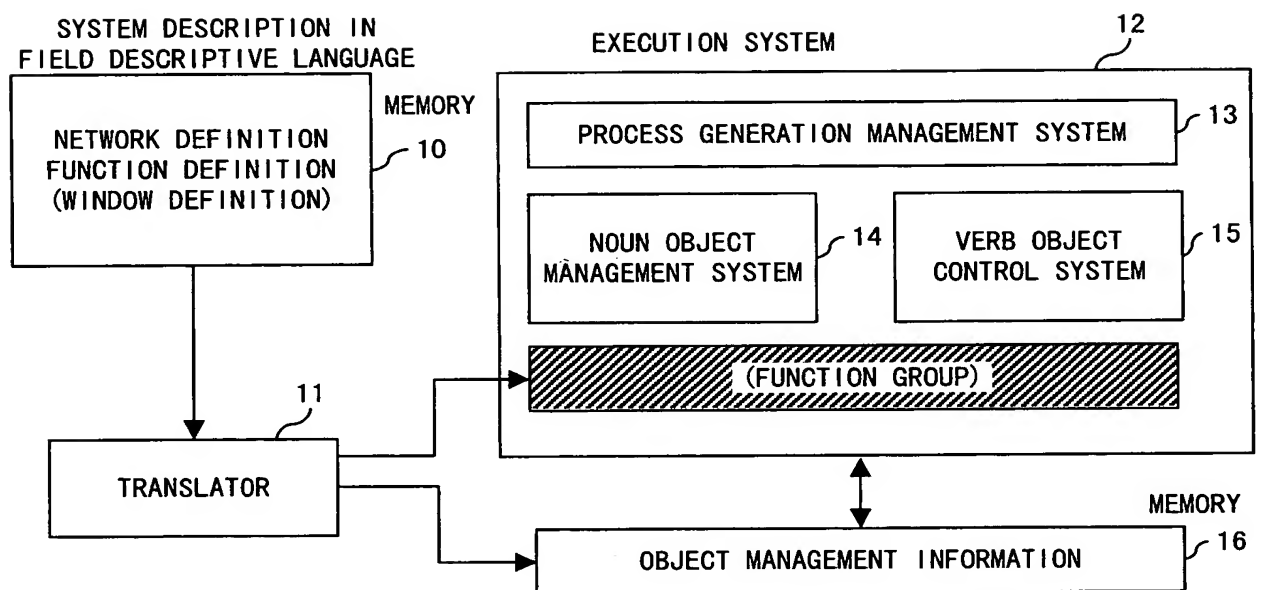 SYSTEM DESCRIPTION IN
FIELD DESCRIPTIVE LANGUAGE
MEMORY
10
NETWORK DEFINITION
FUNCTION DEFINITION
(WINDOW DEFINITION)
11
TRANSLATOR
EXECUTION SYSTEM
12
PROCESS GENERATION MANAGEMENT SYSTEM
13
NOUN OBJECT
MANAGEMENT SYSTEM
14
VERB OBJECT
CONTROL SYSTEM
15
(FUNCTION GROUP)
MEMORY
OBJECT MANAGEMENT INFORMATION
16